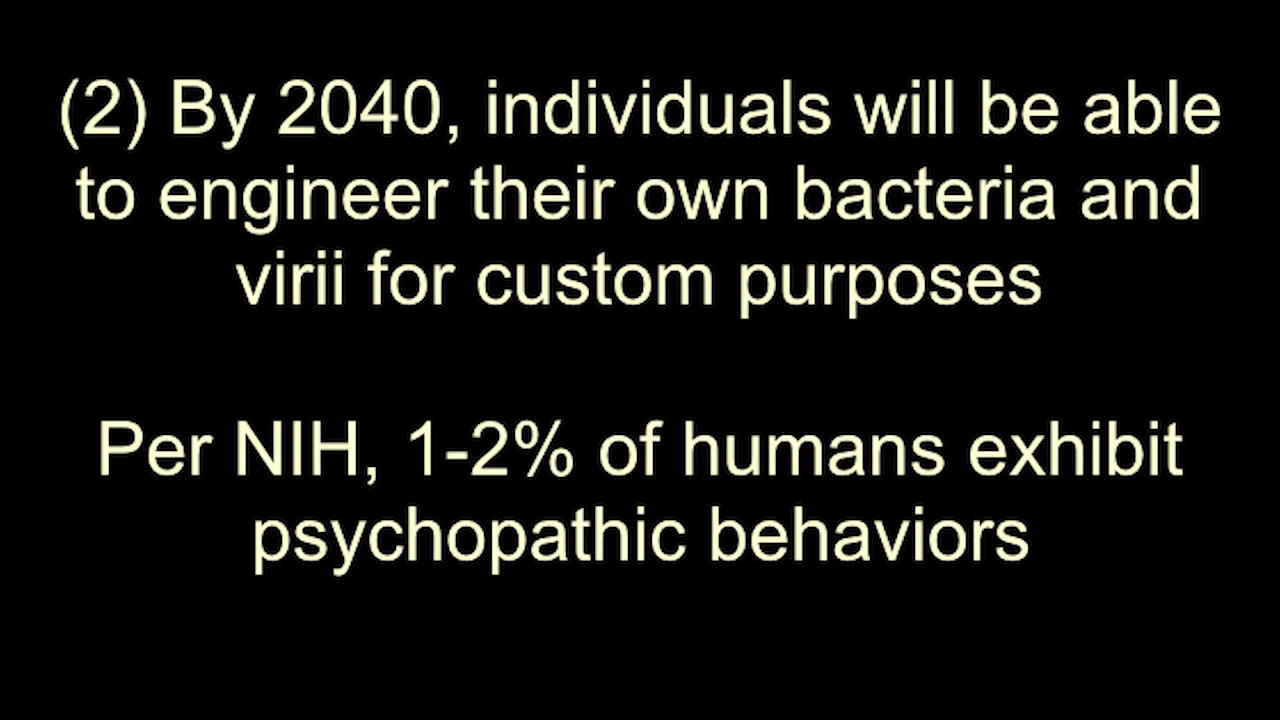 (2) By 2040, individuals will be able
to engineer their own bacteria and
virii for custom purposes
Per NIH, 1-2% of humans exhibit
psychopathic behaviors